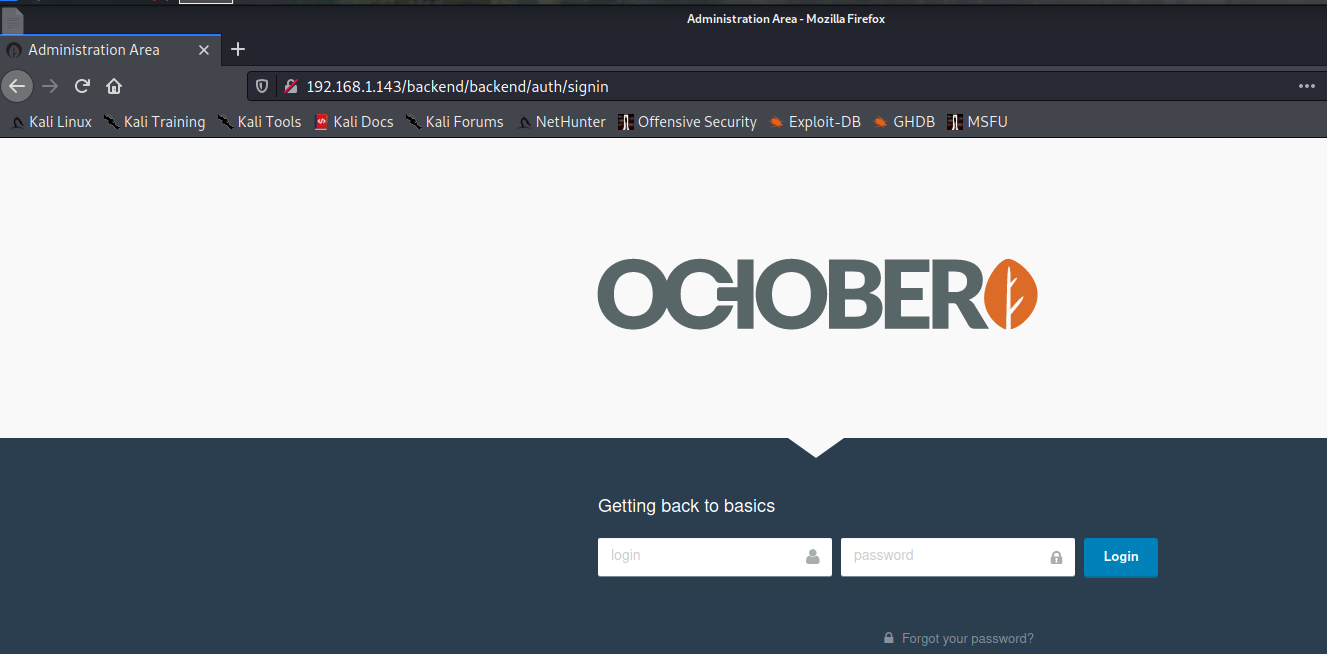 Administration Area - Mozilla Firefox
Administration Area
192.168.1.143/backend/backend/auth/signin
Kali Linux Kali Training Kali Tools Kali Docs Kali Forums NetHunter Offensive Security Exploit-DB GHDB MSFU
OCTOBER
Getting back to basics
login password Login
Forgot your password?